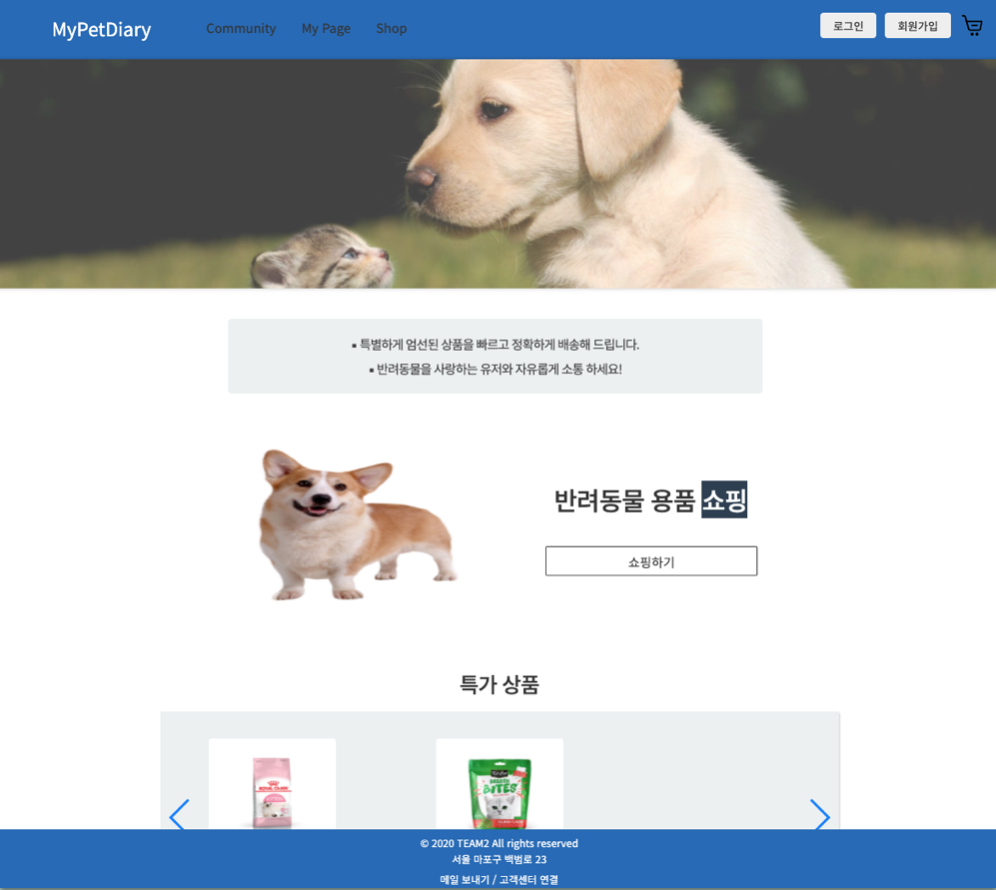 MyPetDiary
Community My Page Shop
로그인 회원가입
▪ 특별하게 엄선된 상품을 빠르고 정확하게 배송해 드립니다.
▪ 반려동물을 사랑하는 유저와 자유롭게 소통 하세요!
반려동물 용품 쇼핑
쇼핑하기
특가 상품
ROYAL CANIN
BREATH BITES
© 2020 TEAM2 All rights reserved
서울 마포구 백범로 23
메일 보내기 / 고객센터 연결